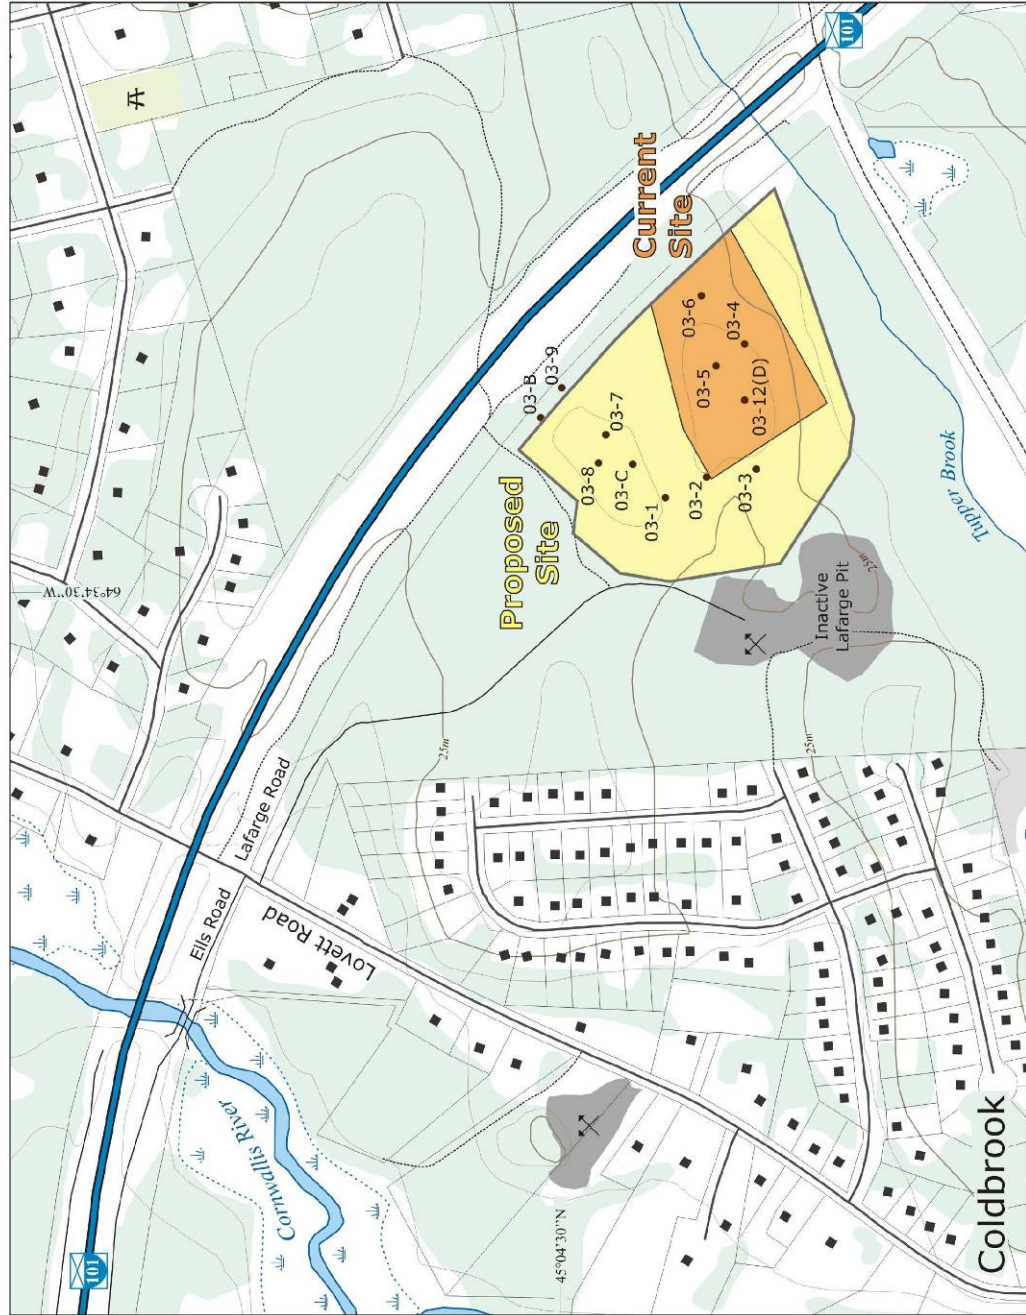 101
Cornwallis River
Ells Road
Lafarge Road
Lovett Road
64°34'30''W
45°04'30''N
Coldbrook
25m
25m
25m
Inactive
Lafarge Pit
Tupper Brook
Proposed
Site
Current
Site
03-B
03-9
03-8
03-7
03-C
03-1
03-2
03-3
03-6
03-5
03-4
03-12(D)
101